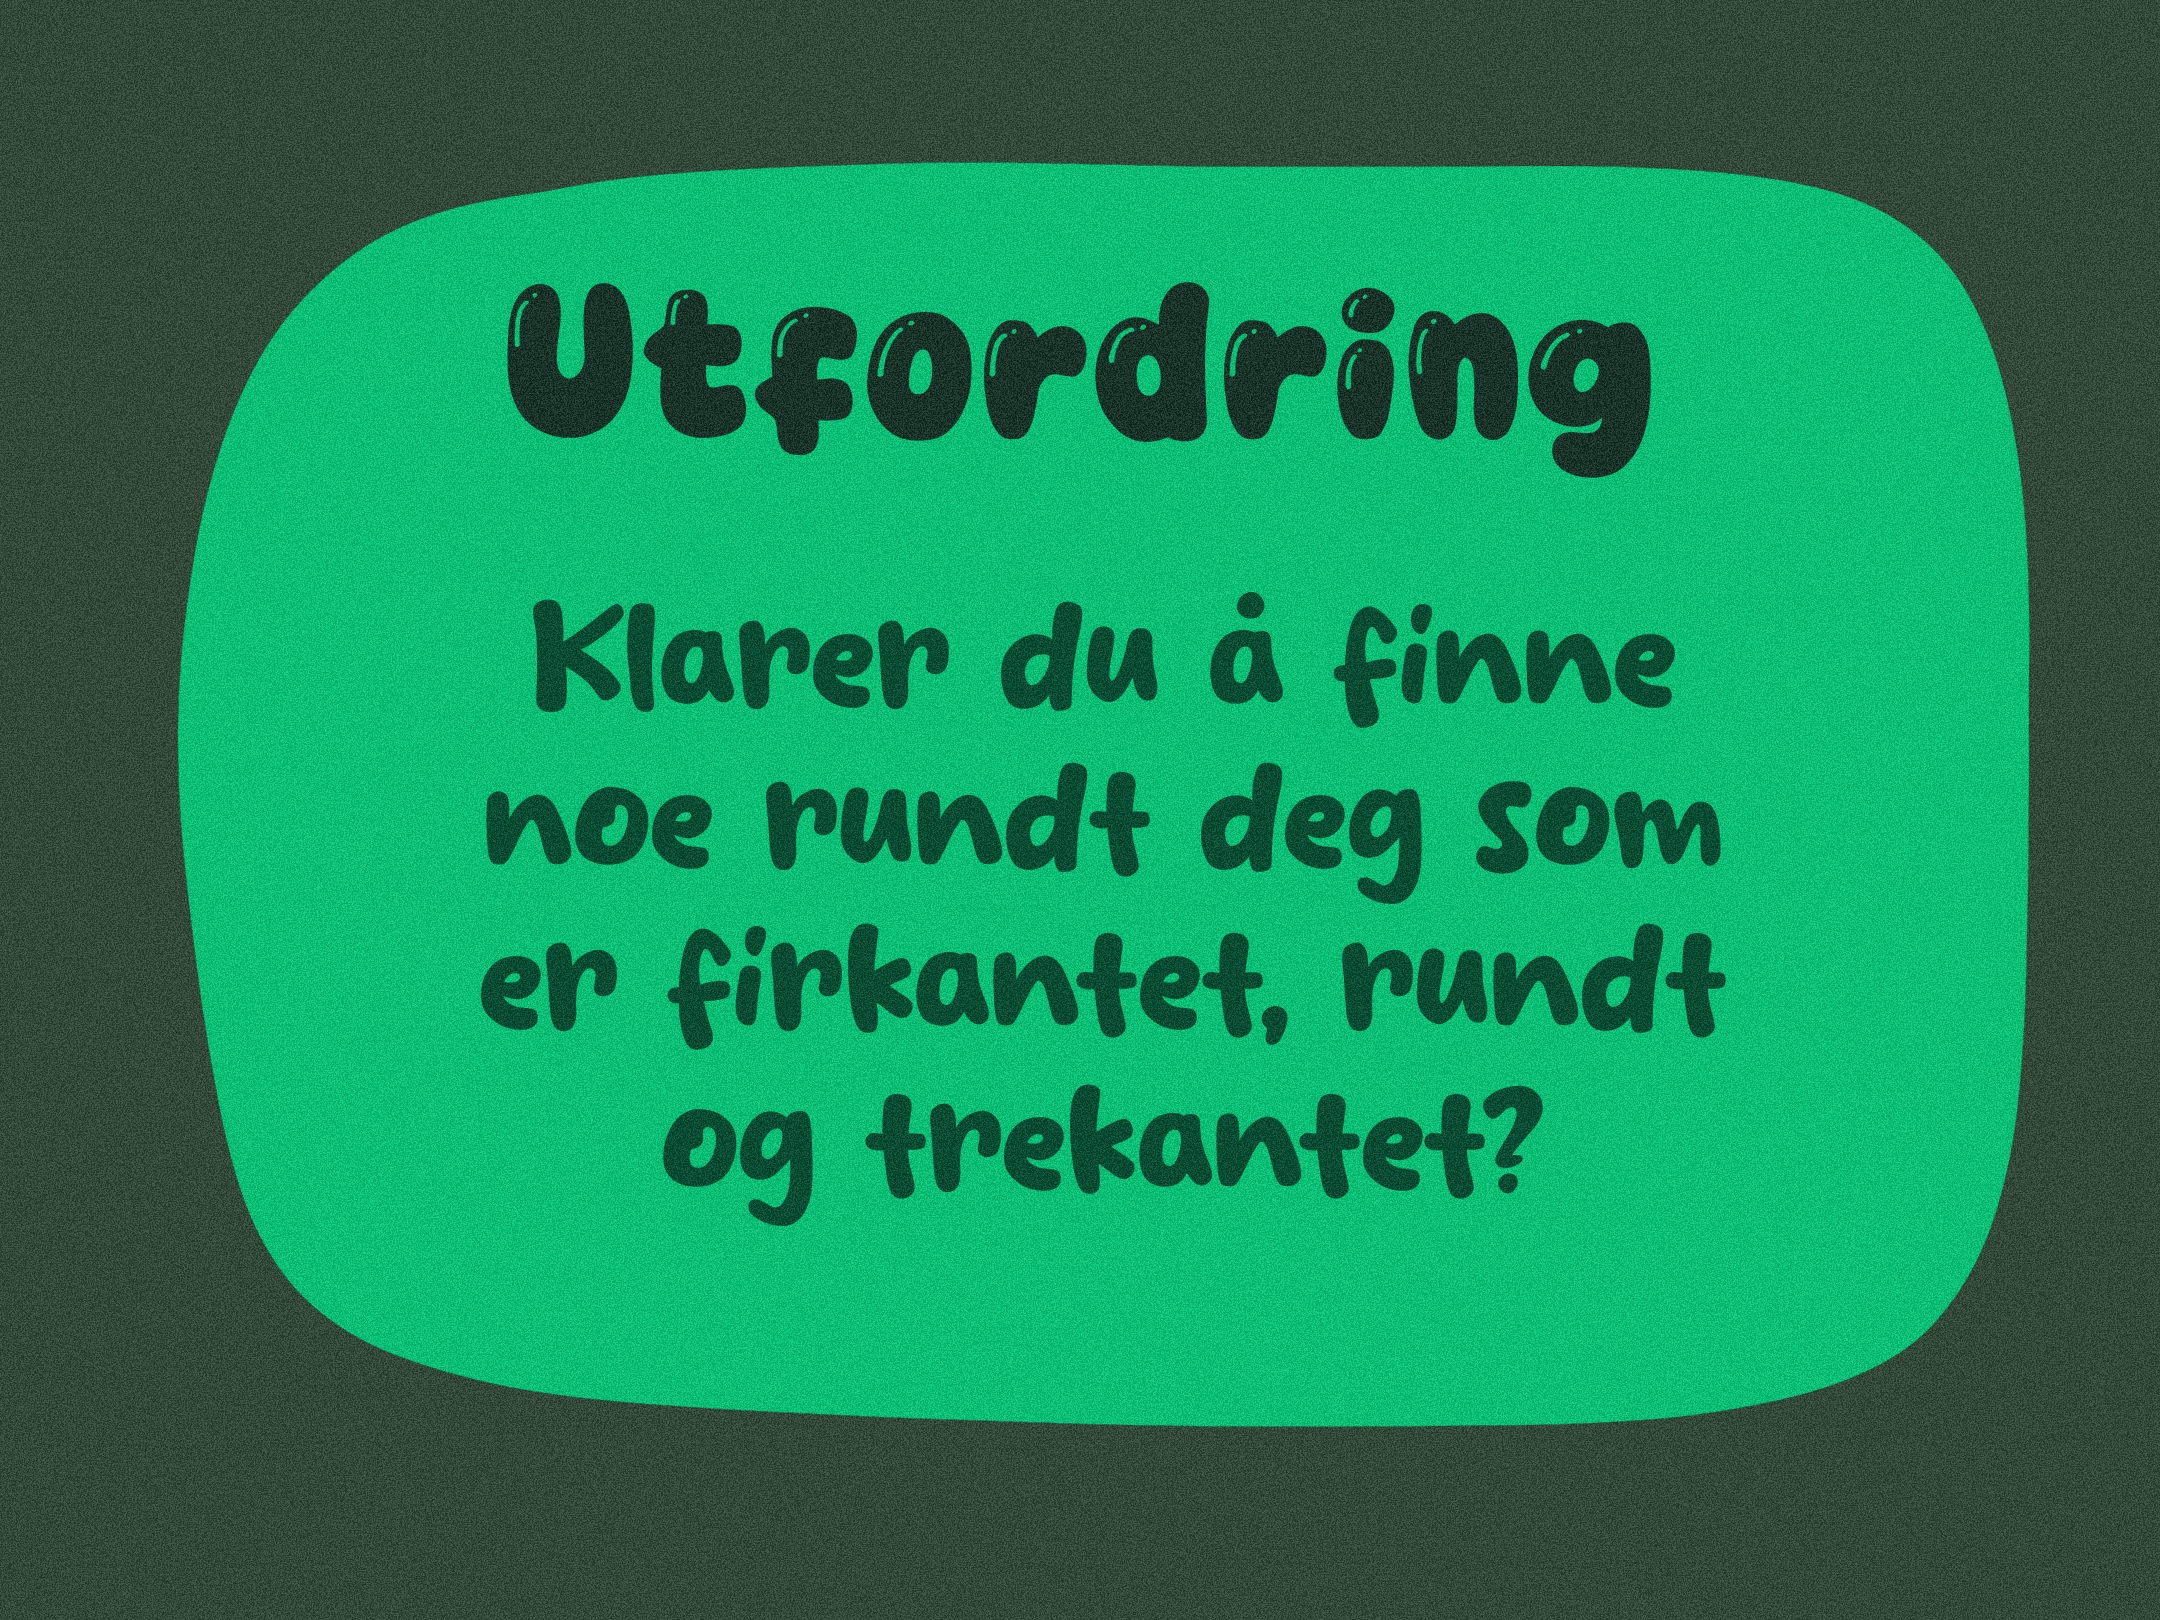 Utfordring
Klarer du å finne
noe rundt deg som
er firkantet, rundt
og trekantet?